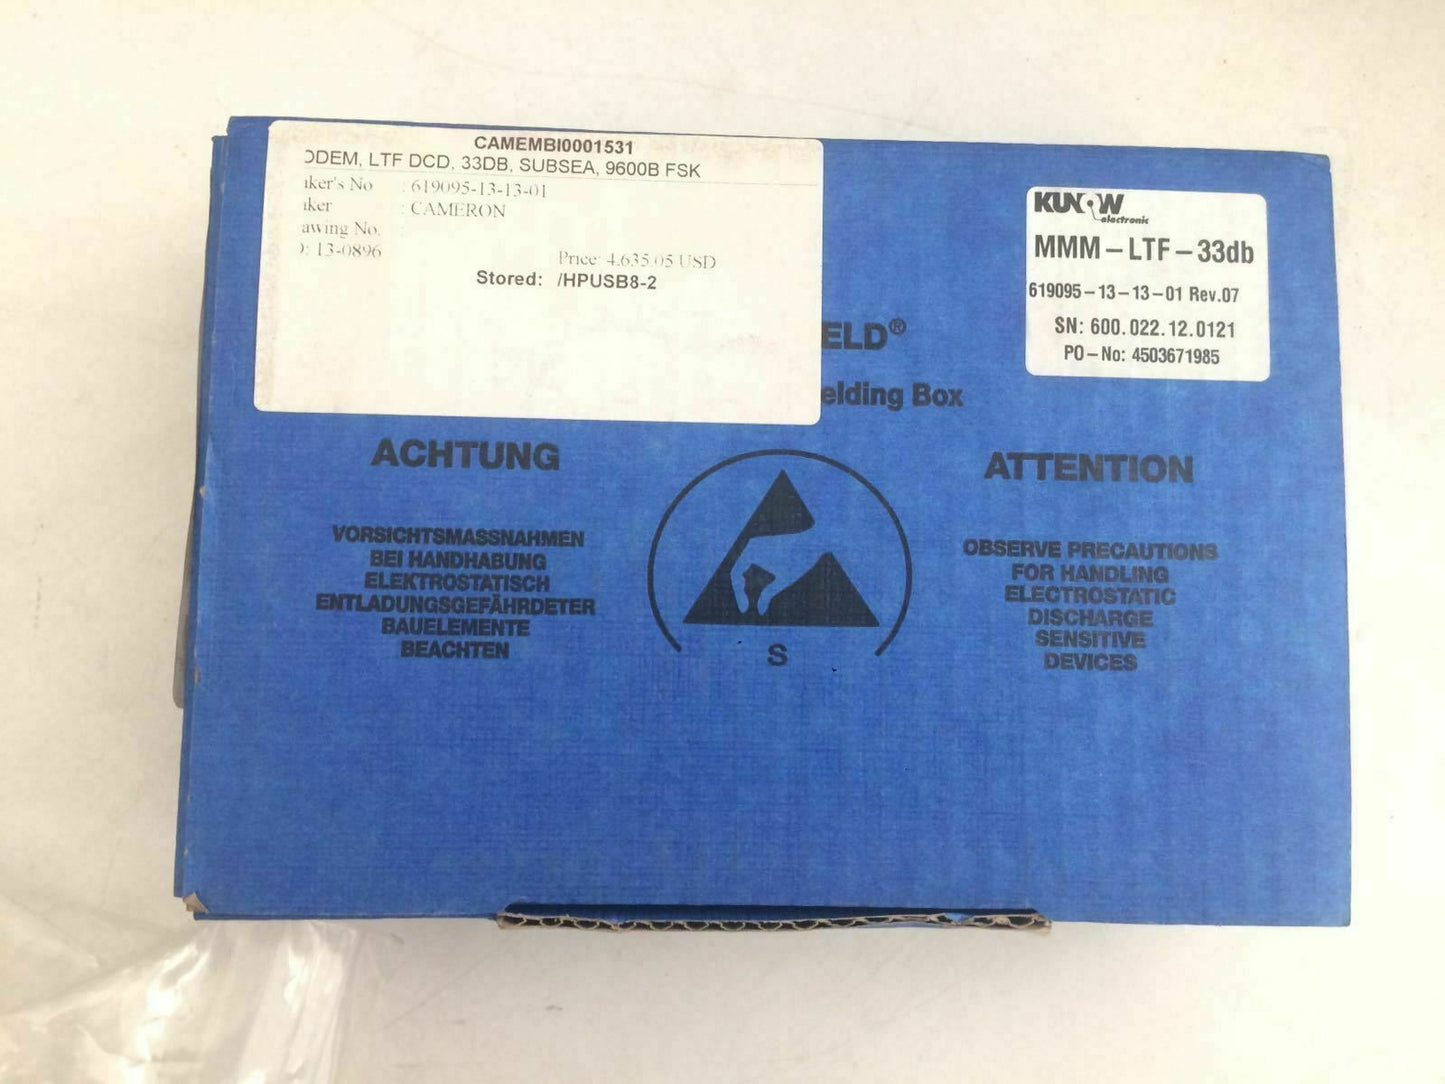 CAMEMBI0001531
ODEM, LTF DCD, 33DB, SUBSEA, 9600B FSK
aker's No : 619095-13-13-01
aker : CAMERON
awing No.
: 13-0896
Price: 4,635.05 USD
Stored: /HPUSB8-2
KUNOW
electronic
MMM-LTF-33db
619095-13-13-01 Rev.07
SN: 600.022.12.0121
PO-No: 4503671985
ELD®
elding Box
ACHTUNG
VORSICHTSMASSNAHMEN
BEI HANDHABUNG
ELEKTROSTATISCH
ENTLADUNGSGEFÄHRDETER
BAUELEMENTE
BEACHTEN
S
ATTENTION
OBSERVE PRECAUTIONS
FOR HANDLING
ELECTROSTATIC
DISCHARGE
SENSITIVE
DEVICES